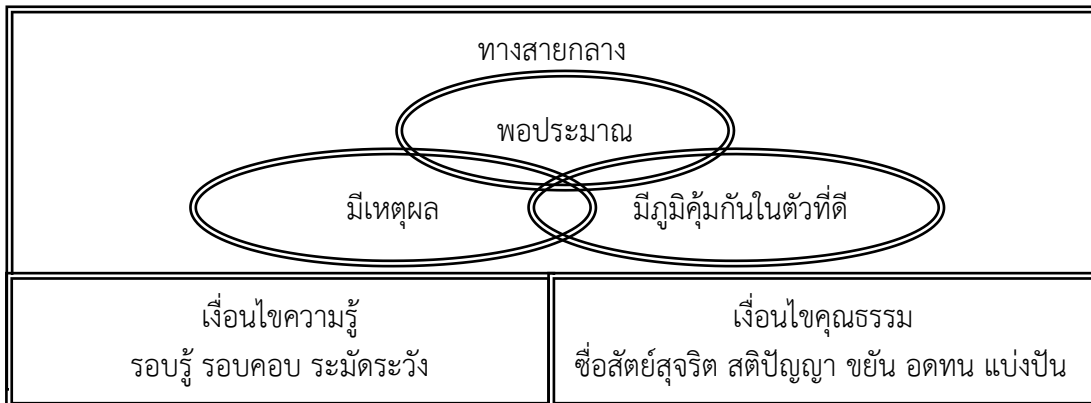 ทางสายกลาง
พอประมาณ
มีเหตุผล
มีภูมิคุ้มกันในตัวที่ดี
เงื่อนไขความรู้
รอบรู้ รอบคอบ ระมัดระวัง
เงื่อนไขคุณธรรม
ซื่อสัตย์สุจริต สติปัญญา ขยัน อดทน แบ่งปัน